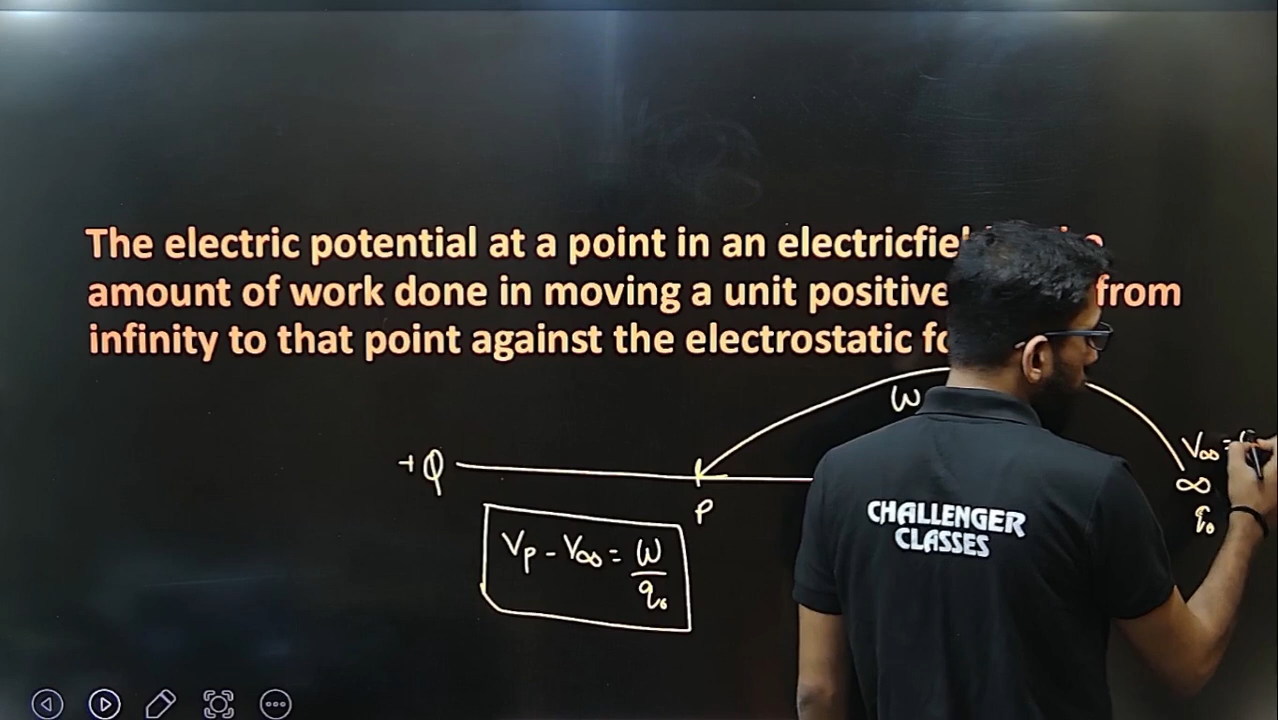 The electric potential at a point in an electricfiel
amount of work done in moving a unit positive from
infinity to that point against the electrostatic
W
V∞ =
+Q
∞
P
q₀
CHALLENGER
CLASSES
Vp - V∞ = W/q₀